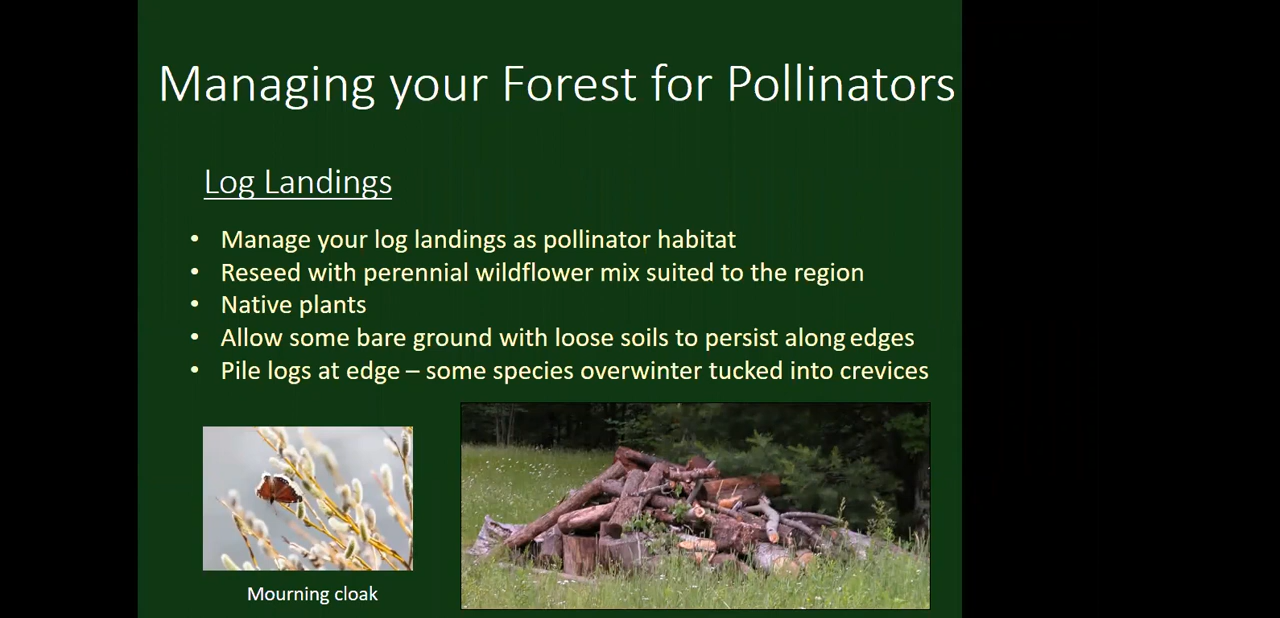 Managing your Forest for Pollinators
Log Landings
• Manage your log landings as pollinator habitat
• Reseed with perennial wildflower mix suited to the region
• Native plants
• Allow some bare ground with loose soils to persist along edges
• Pile logs at edge – some species overwinter tucked into crevices
Mourning cloak